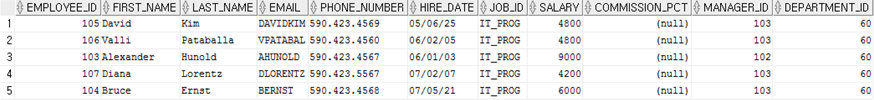 EMPLOYEE_ID FIRST_NAME LAST_NAME EMAIL PHONE_NUMBER HIRE_DATE JOB_ID SALARY COMMISSION_PCT MANAGER_ID DEPARTMENT_ID
1 105 David Kim DAVIDKIM 590.423.4569 05/06/25 IT_PROG 4800 (null) 103 60
2 106 Valli Pataballa VPATABAL 590.423.4560 06/02/05 IT_PROG 4800 (null) 103 60
3 103 Alexander Hunold AHUNOLD 590.423.4567 06/01/03 IT_PROG 9000 (null) 102 60
4 107 Diana Lorentz DLORENTZ 590.423.5567 07/02/07 IT_PROG 4200 (null) 103 60
5 104 Bruce Ernst BERNST 590.423.4568 07/05/21 IT_PROG 6000 (null) 103 60